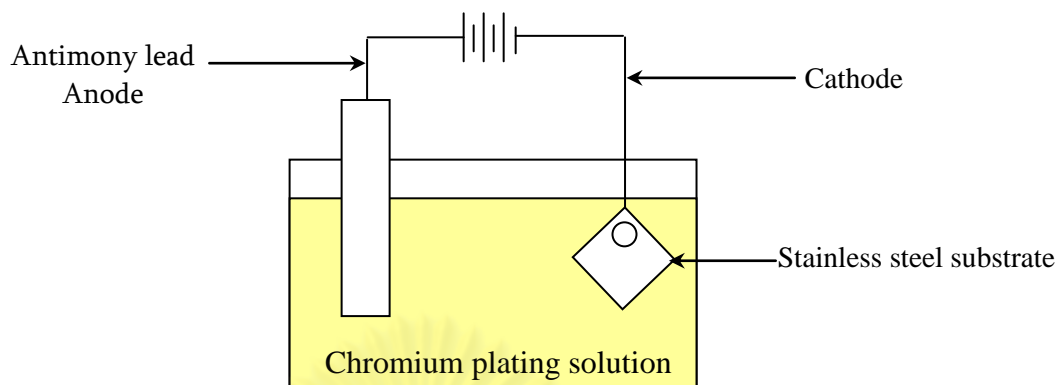 Antimony lead
Anode
Cathode
Stainless steel substrate
Chromium plating solution